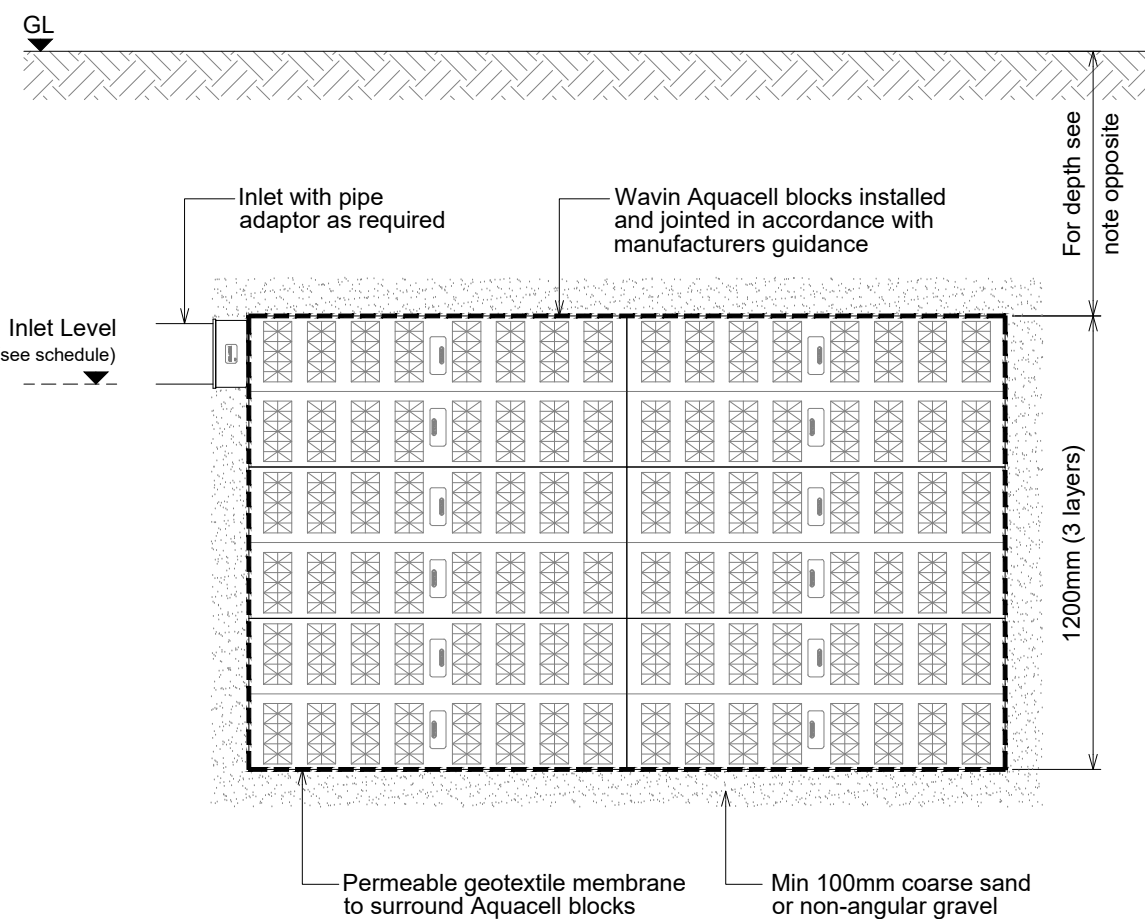 GL
For depth see
note opposite
Inlet with pipe
adaptor as required
Wavin Aquacell blocks installed
and jointed in accordance with
manufacturers guidance
Inlet Level
see schedule)
1200mm (3 layers)
Permeable geotextile membrane
to surround Aquacell blocks
Min 100mm coarse sand
or non-angular gravel